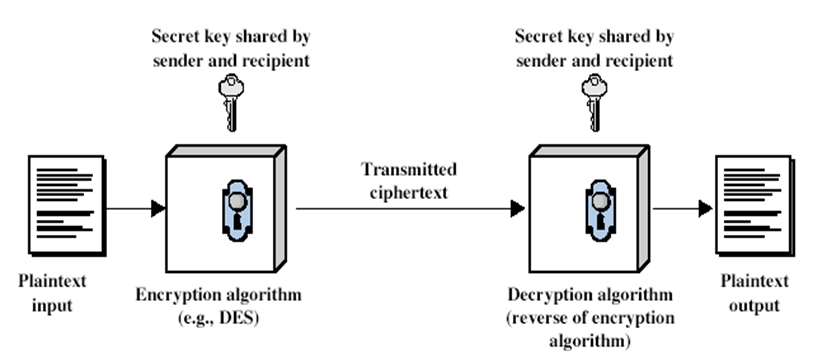 Secret key shared by
sender and recipient
Secret key shared by
sender and recipient
Transmitted
ciphertext
Plaintext
input
Encryption algorithm
(e.g., DES)
Decryption algorithm
(reverse of encryption
algorithm)
Plaintext
output